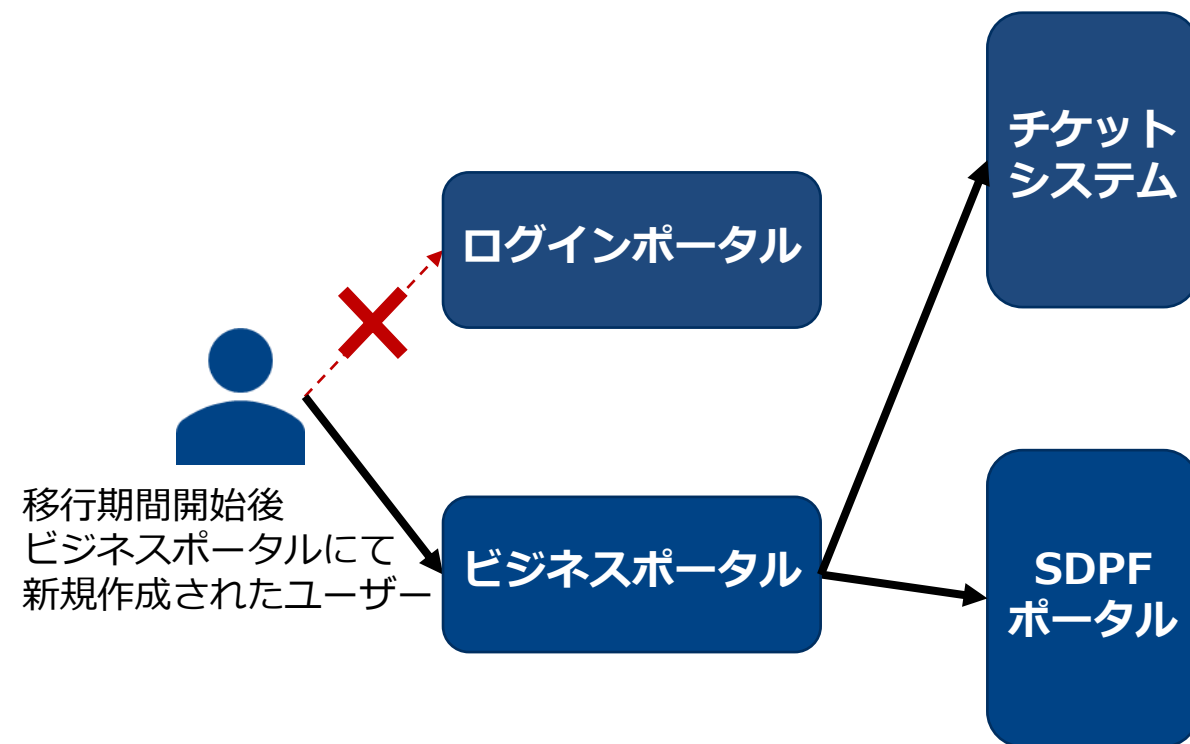 チケット
システム
ログインポータル
移行期間開始後
ビジネスポータルにて
新規作成されたユーザー
ビジネスポータル
SDPF
ポータル